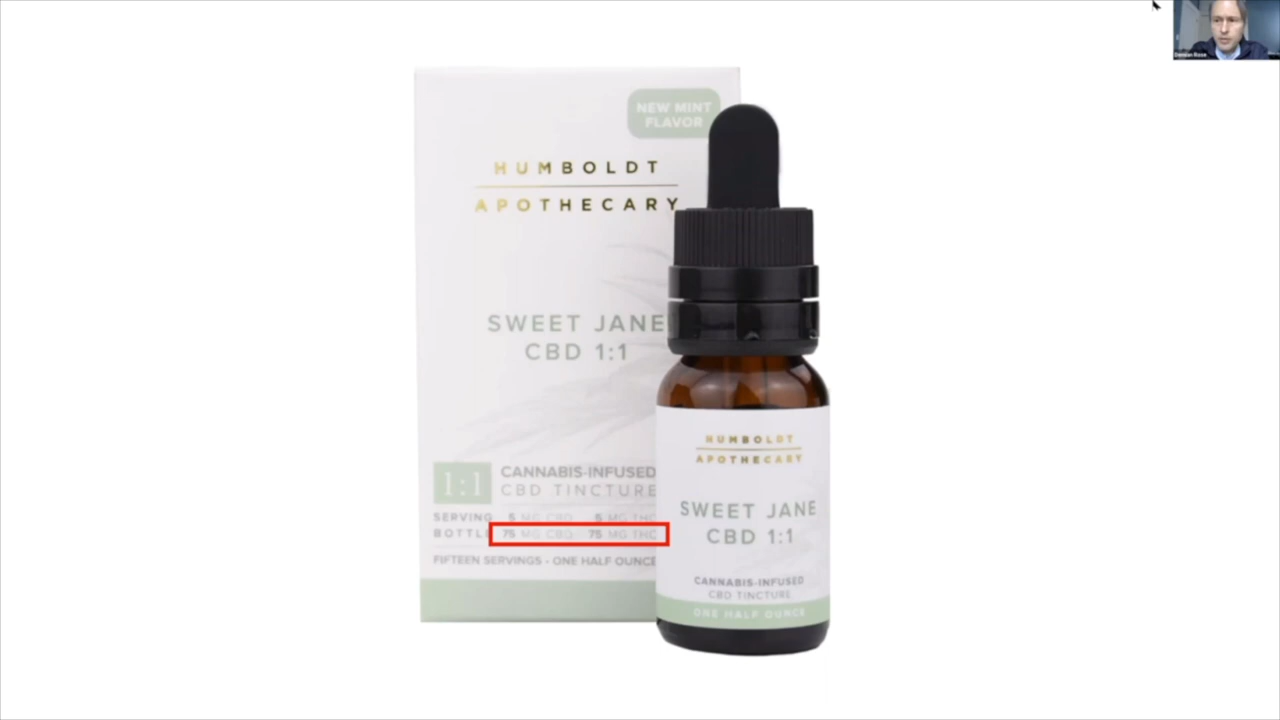 NEW MINT
FLAVOR
HUMBOLDT
APOTHECARY
SWEET JANE
CBD 1:1
1:1
CANNABIS-INFUSED
CBD TINCTURE
SERVING 5 MG CBD 5 MG THC
BOTTLE 75 MG CBD 75 MG THC
FIFTEEN SERVINGS - ONE HALF OUNCE
HUMBOLDT
APOTHECARY
SWEET JANE
CBD 1:1
CANNABIS-INFUSED
CBD TINCTURE
ONE HALF OUNCE